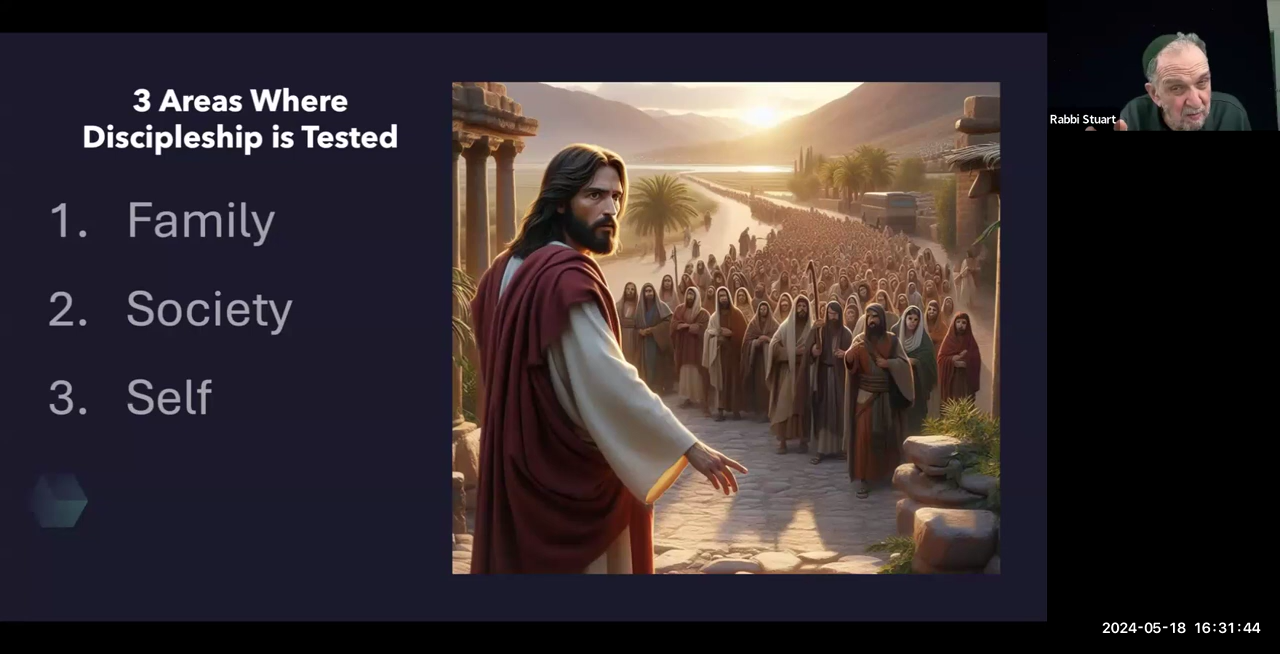 3 Areas Where
Discipleship is Tested
1. Family
2. Society
3. Self
Rabbi Stuart
2024-05-18 16:31:44